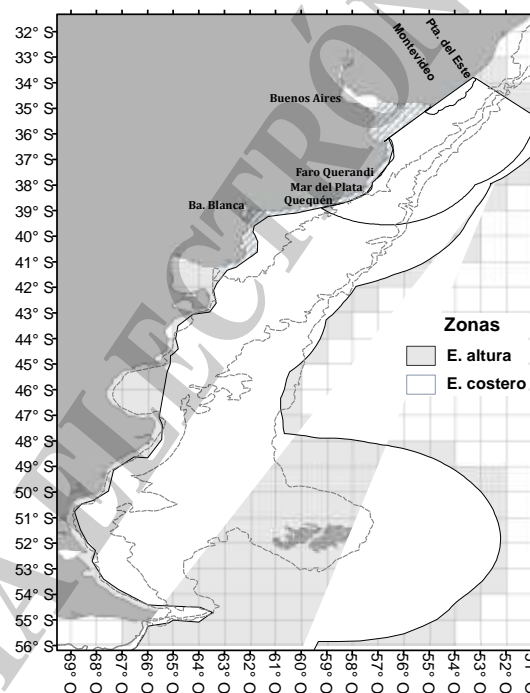 32° S
33° S
34° S
35° S
36° S
37° S
38° S
39° S
40° S
41° S
42° S
43° S
44° S
45° S
46° S
47° S
48° S
49° S
50° S
51° S
52° S
53° S
54° S
55° S
56° S
Montevideo
Pta. del Este
Buenos Aires
Faro Querandi
Mar del Plata
Quequén
Ba. Blanca
Zonas
E. altura
E. costero
69° O
68° O
67° O
66° O
65° O
64° O
63° O
62° O
61° O
60° O
59° O
58° O
57° O
56° O
55° O
54° O
53° O
52° O